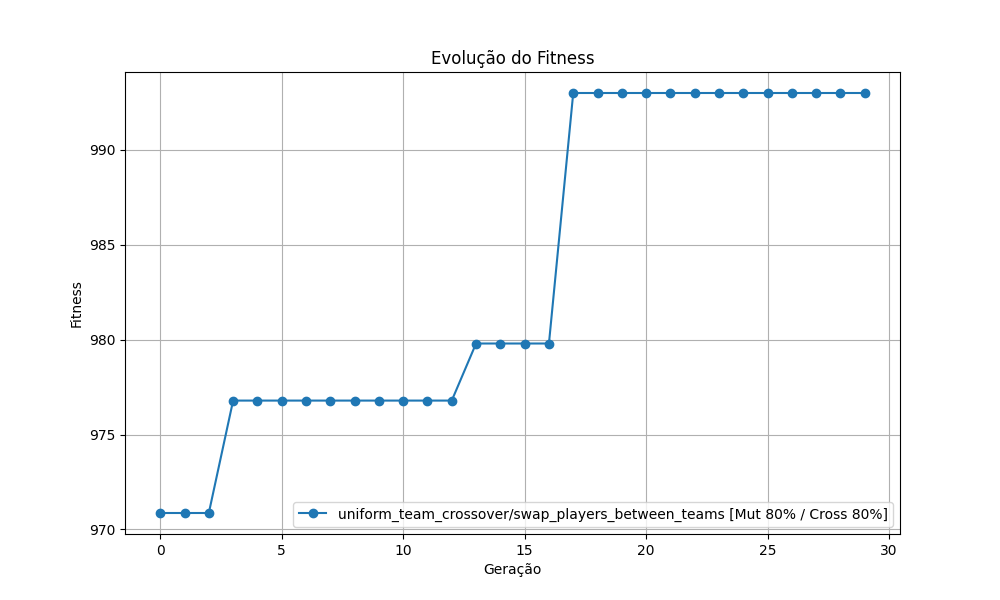 Evolução do Fitness
Fitness
990
985
980
975
970
uniform_team_crossover/swap_players_between_teams [Mut 80% / Cross 80%]
0 5 10 15 20 25 30
Geração